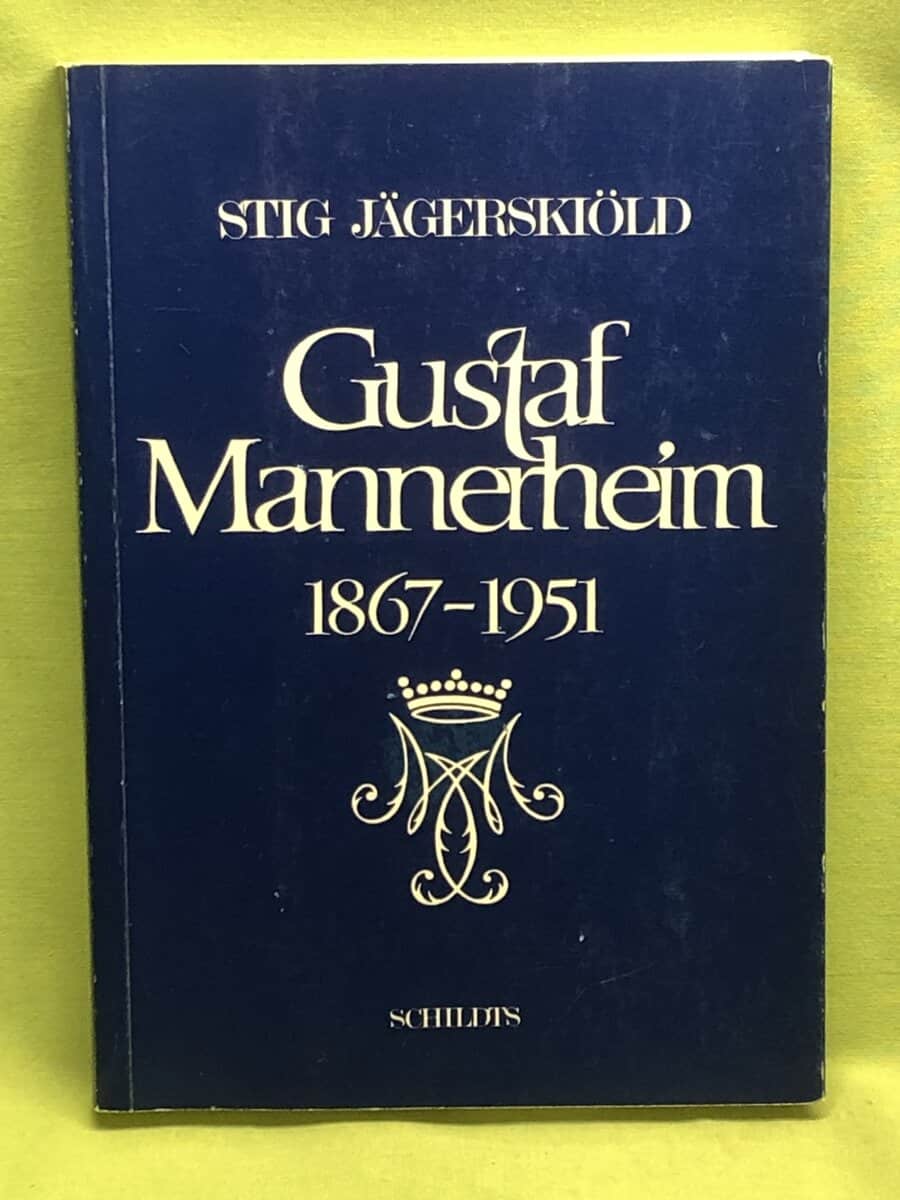 STIG JÄGERSKIÖLD
Gustaf
Mannerheim
1867–1951
SCHILDTS